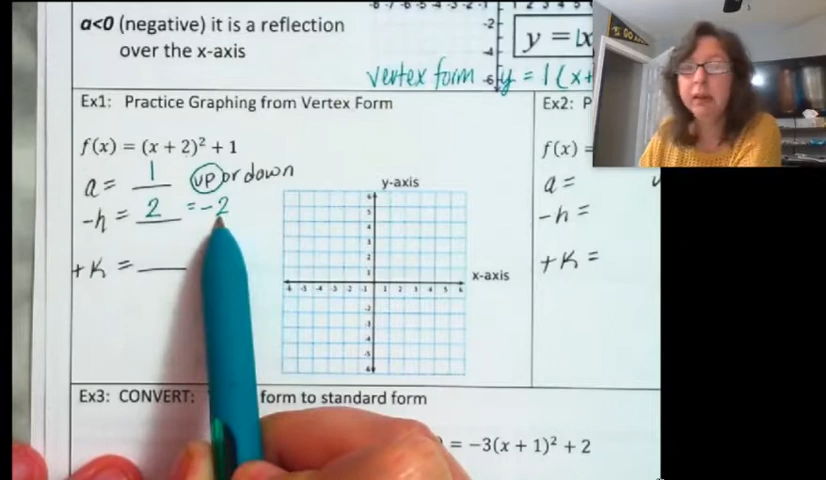 a<0 (negative) it is a reflection
over the x-axis
y = (x
vertex form y = 1(x+
Ex1: Practice Graphing from Vertex Form
f(x) = (x + 2)² + 1
a = 1 up or down
-h = 2 = -2
+k =
y-axis
x-axis
Ex2: P
f(x) =
a =
-h =
+k =
Ex3: CONVERT:
form to standard form
= −3(x + 1)² + 2